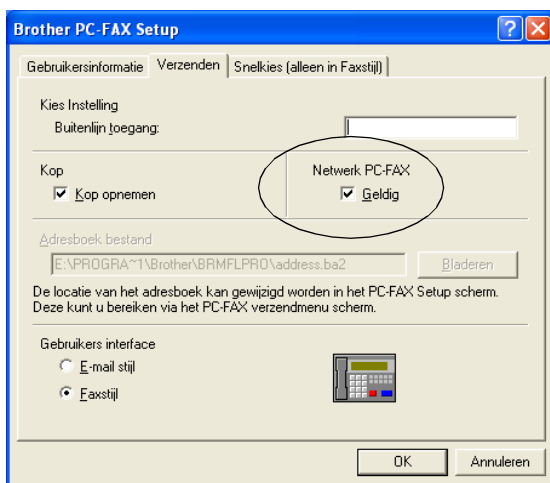 Brother PC-FAX Setup
Gebruikersinformatie Verzenden Snelkies (alleen in Faxstijl)
Kies Instelling
Buitenlijn toegang:
Kop Netwerk PC-FAX
Kop opnemen Geldig
Adresboek bestand
E:\PROGRA~1\Brother\BRMFLPRO\address.ba2 Bladeren
De locatie van het adresboek kan gewijzigd worden in het PC-FAX Setup scherm.
Deze kunt u bereiken via het PC-FAX verzendmenu scherm.
Gebruikers interface
E-mail stijl
Faxstijl
OK Annuleren